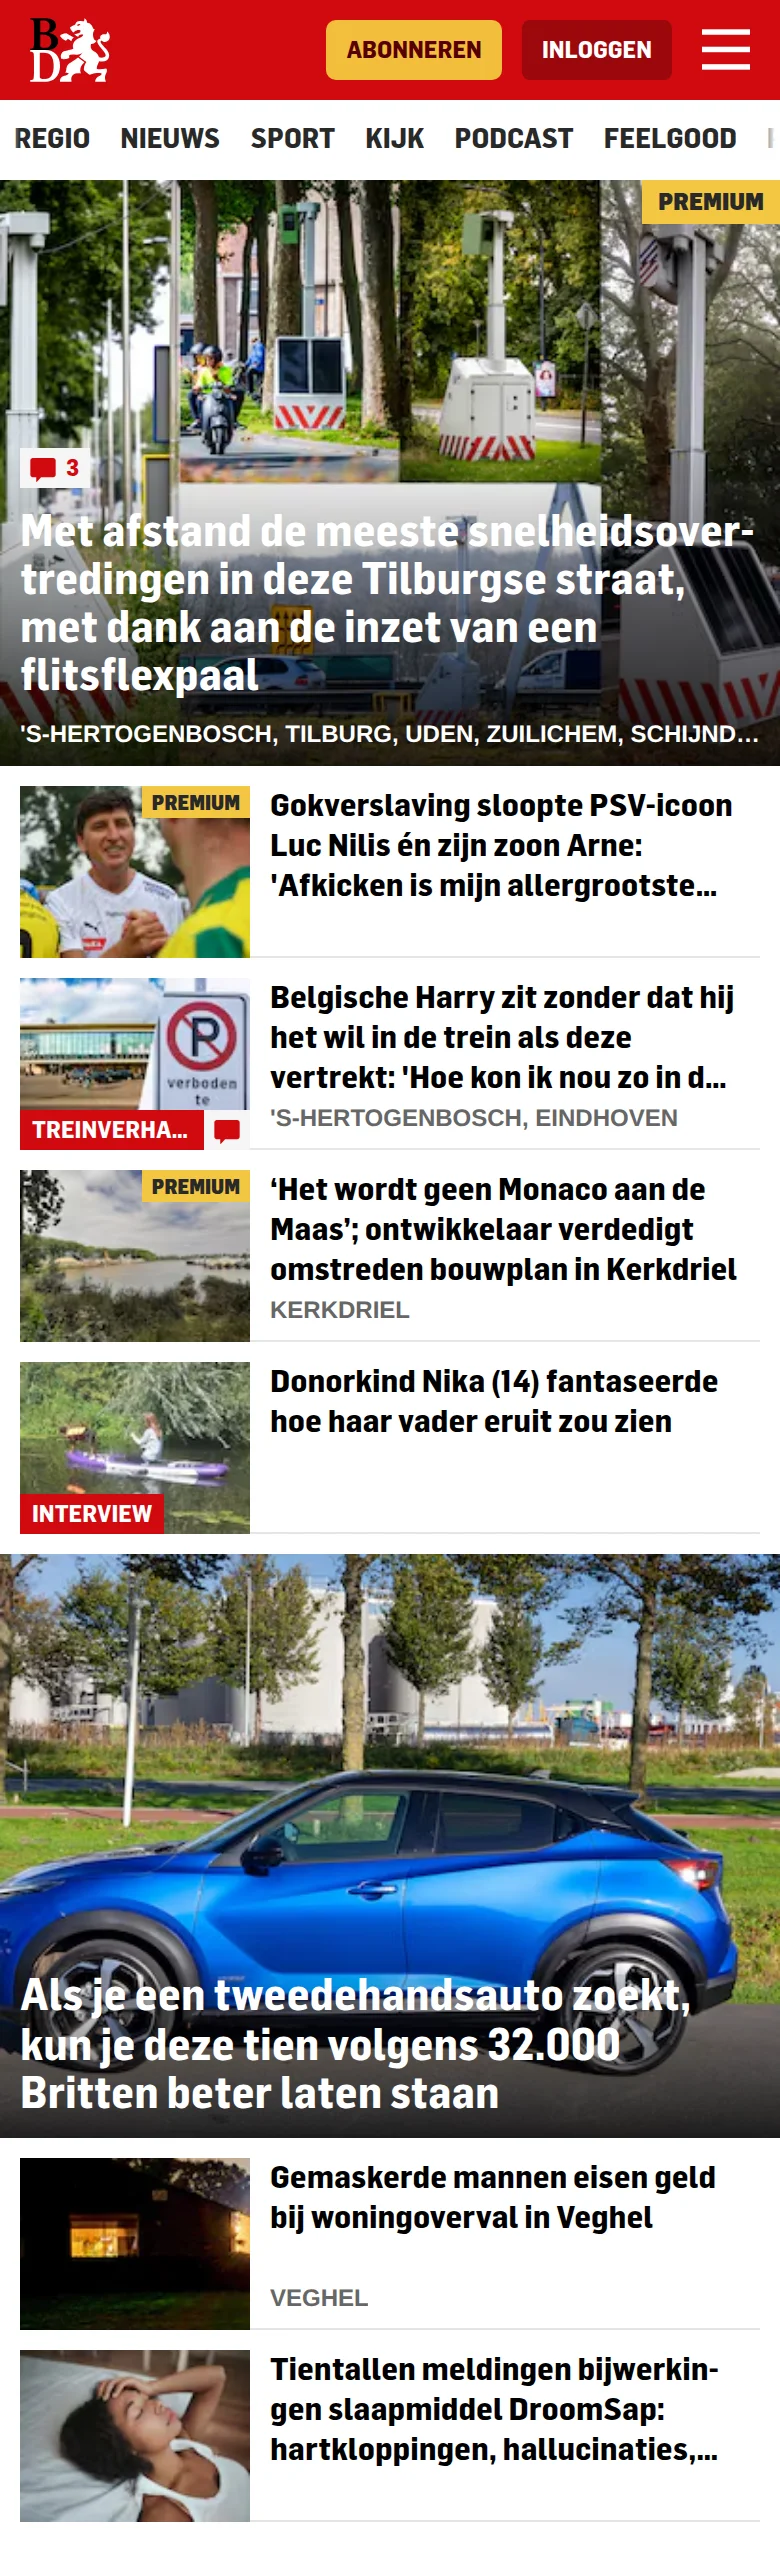 B
D
ABONNEREN
INLOGGEN
REGIO NIEUWS SPORT KIJK PODCAST FEELGOOD
PREMIUM
3
Met afstand de meeste snelheidsover-
tredingen in deze Tilburgse straat,
met dank aan de inzet van een
flitsflexpaal
'S-HERTOGENBOSCH, TILBURG, UDEN, ZUILICHEM, SCHIJND...
PREMIUM
Gokverslaving sloopte PSV-icoon
Luc Nilis én zijn zoon Arne:
'Afkicken is mijn allergrootste...
Belgische Harry zit zonder dat hij
het wil in de trein als deze
vertrekt: 'Hoe kon ik nou zo in d...
'S-HERTOGENBOSCH, EINDHOVEN
P
verboden
te
TREINVERHA...
PREMIUM
‘Het wordt geen Monaco aan de
Maas’; ontwikkelaar verdedigt
omstreden bouwplan in Kerkdriel
KERKDRIEL
Donorkind Nika (14) fantaseerde
hoe haar vader eruit zou zien
INTERVIEW
Als je een tweedehandsauto zoekt,
kun je deze tien volgens 32.000
Britten beter laten staan
Gemaskerde mannen eisen geld
bij woningoverval in Veghel
VEGHEL
Tientallen meldingen bijwerkin-
gen slaapmiddel DroomSap:
hartkloppingen, hallucinaties,...